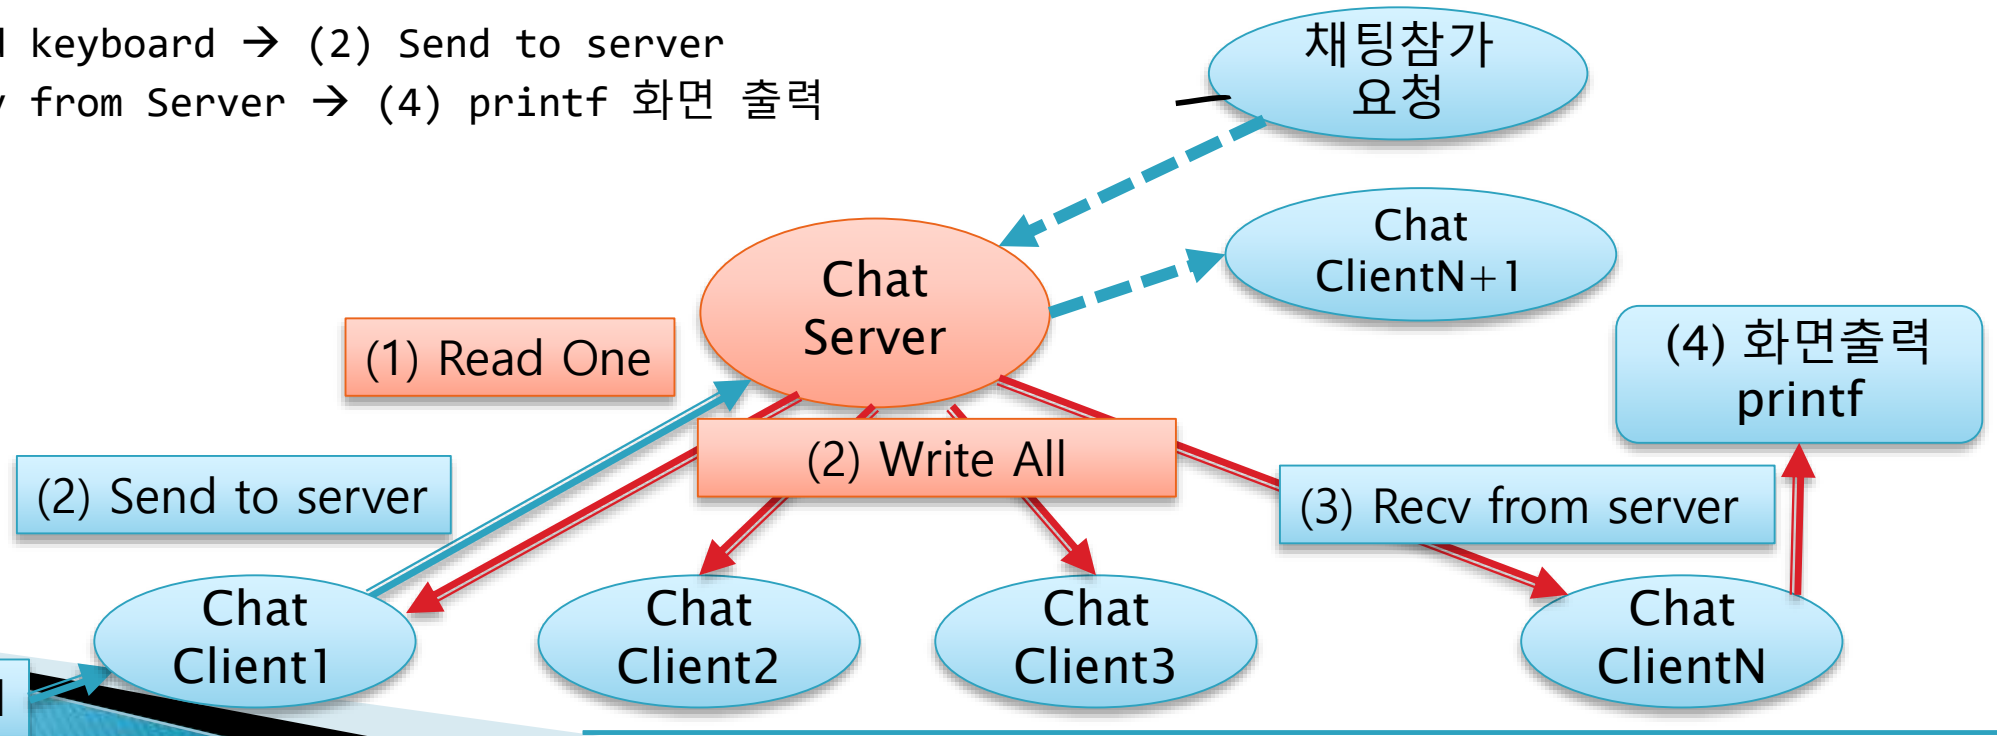 keyboard → (2) Send to server
from Server → (4) printf 화면 출력
채팅참가
요청
Chat
ClientN+1
Chat
Server
(1) Read One
(4) 화면출력
printf
(2) Write All
(2) Send to server
(3) Recv from server
Chat
Client1
Chat
Client2
Chat
Client3
Chat
ClientN